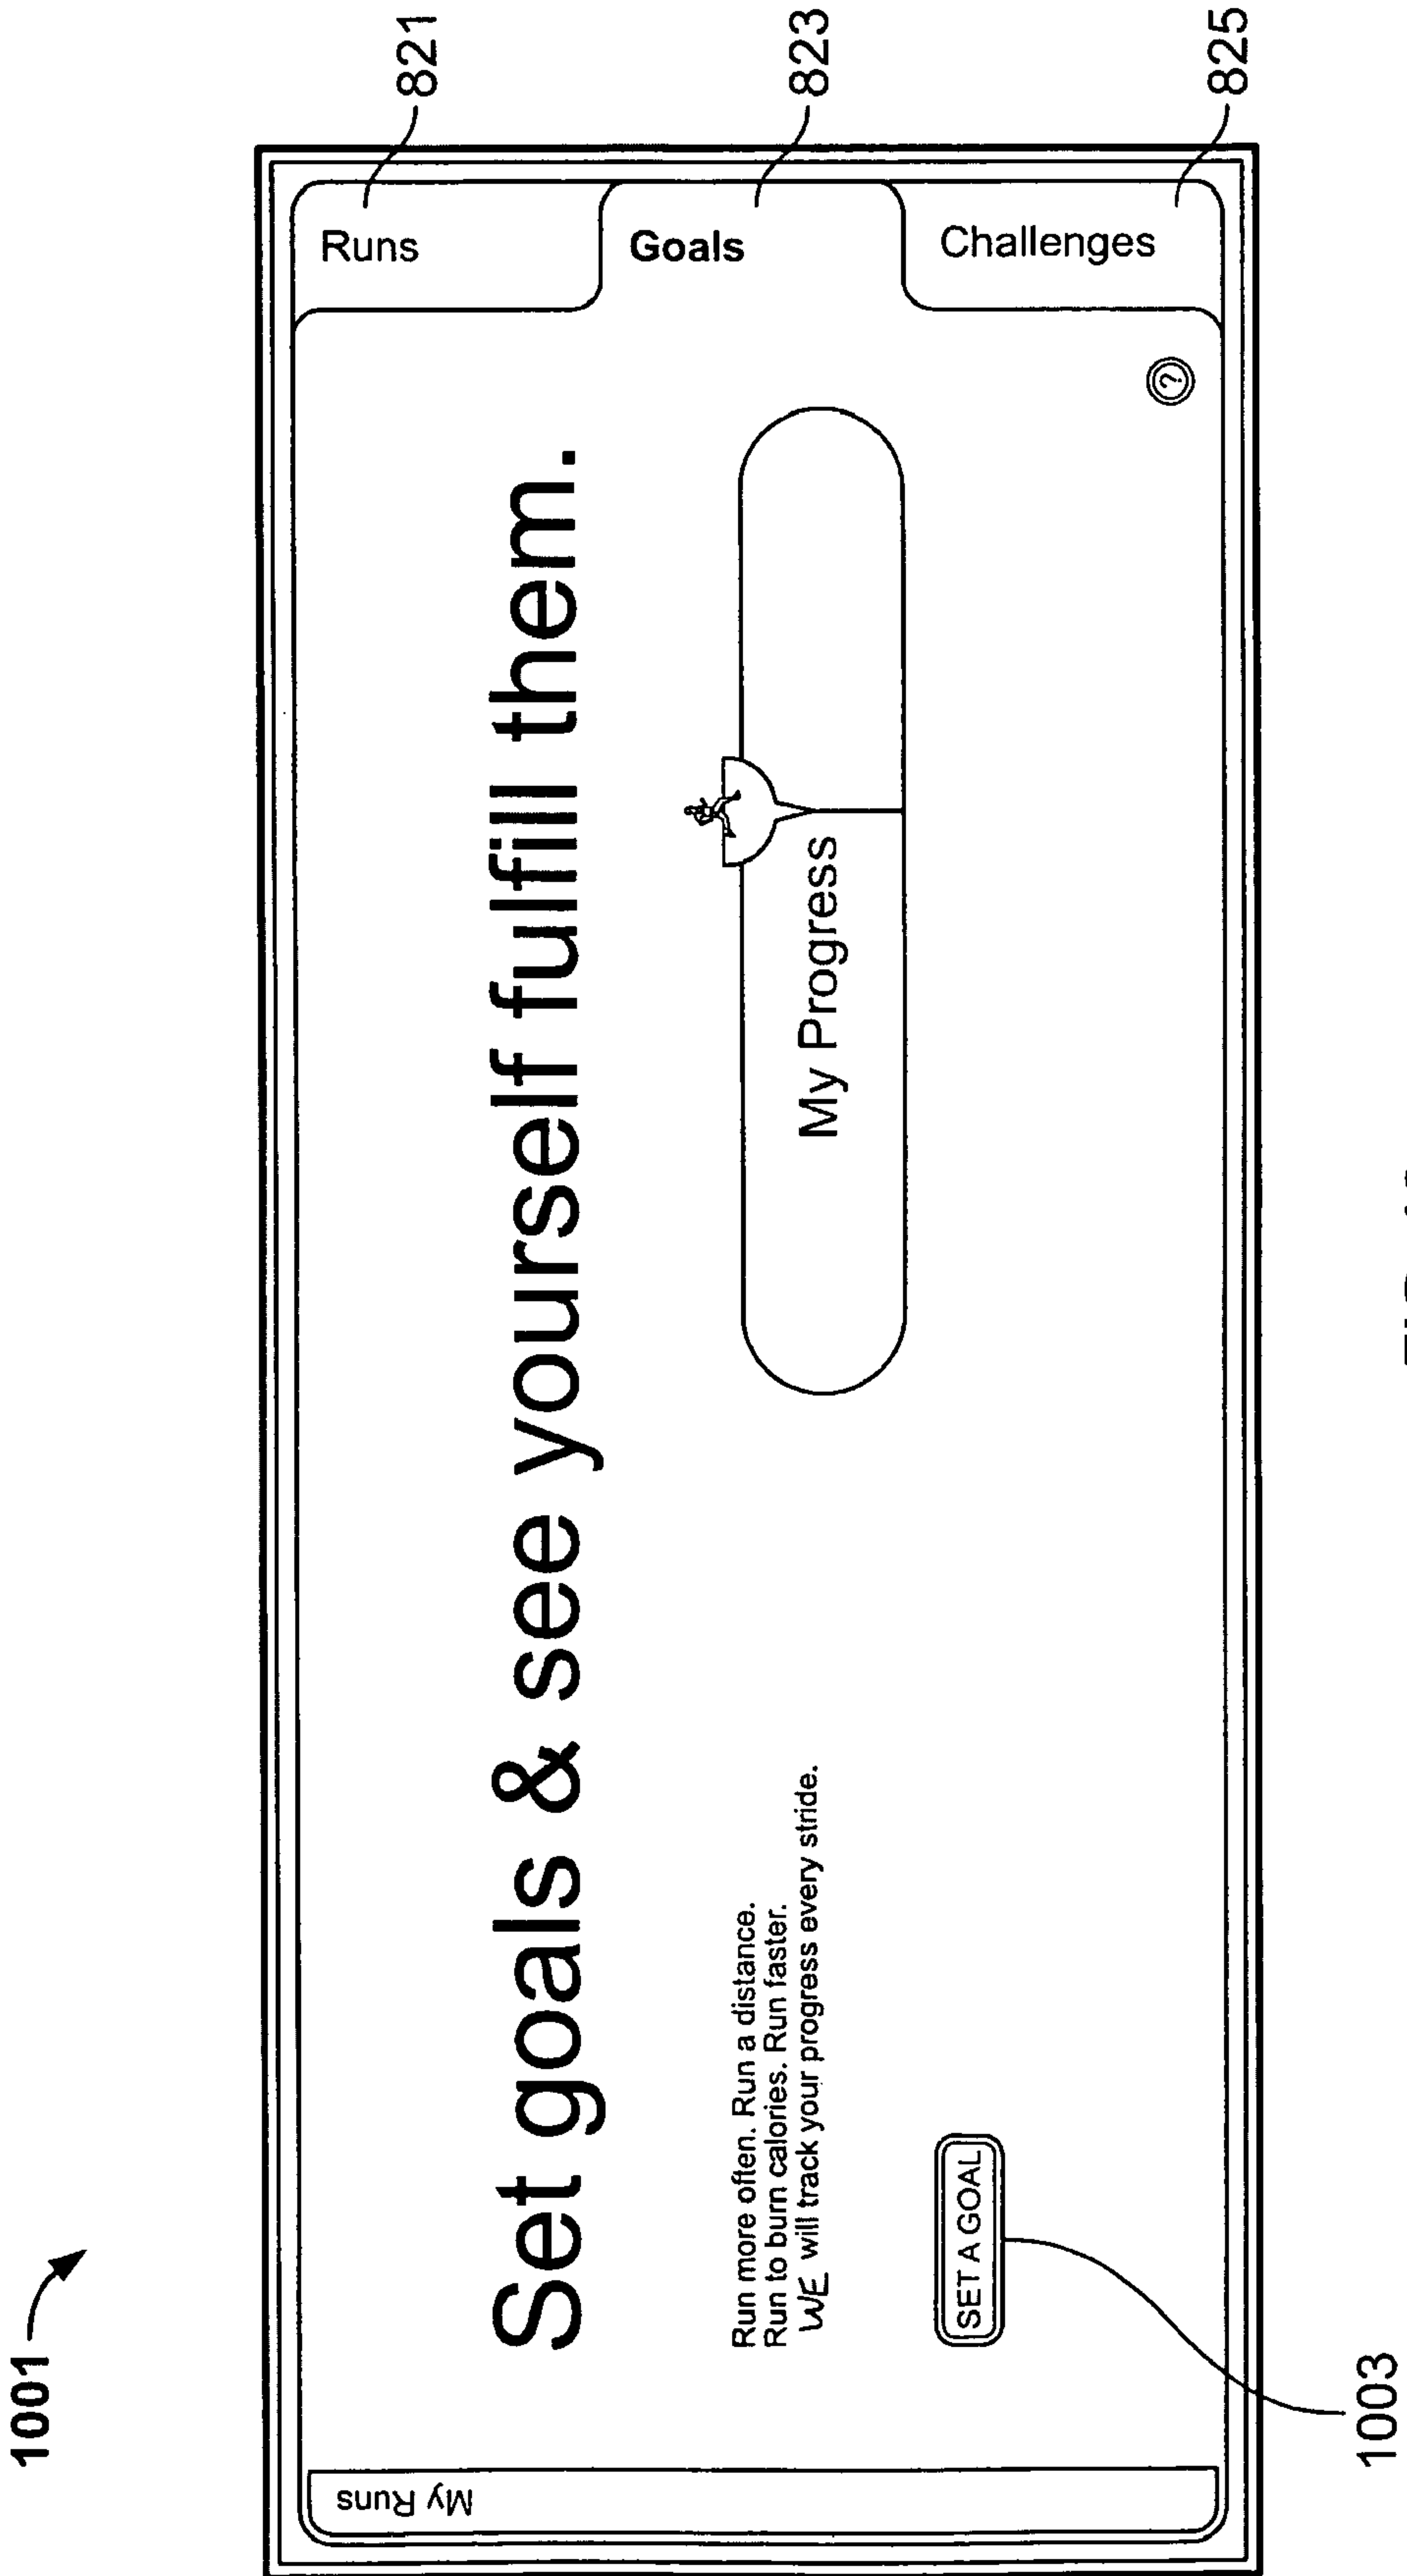 1001
My Runs
Set goals & see yourself fulfill them.
Run more often. Run a distance.
Run to burn calories. Run faster.
WE will track your progress every stride.
SET A GOAL
My Progress
?
Runs
Goals
Challenges
821
823
825
1003